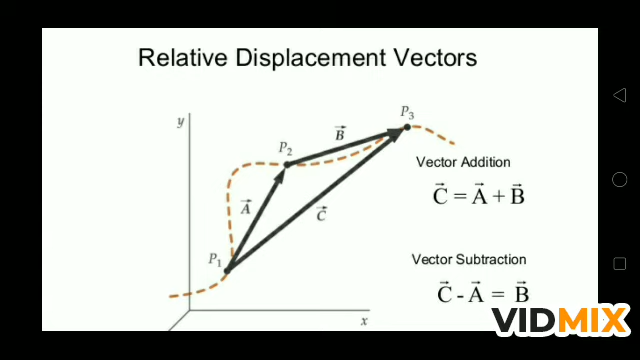 Relative Displacement Vectors
y
P3
B
P2
Vector Addition
C = A + B
A
C
P1
Vector Subtraction
C - A = B
x
VIDMIX